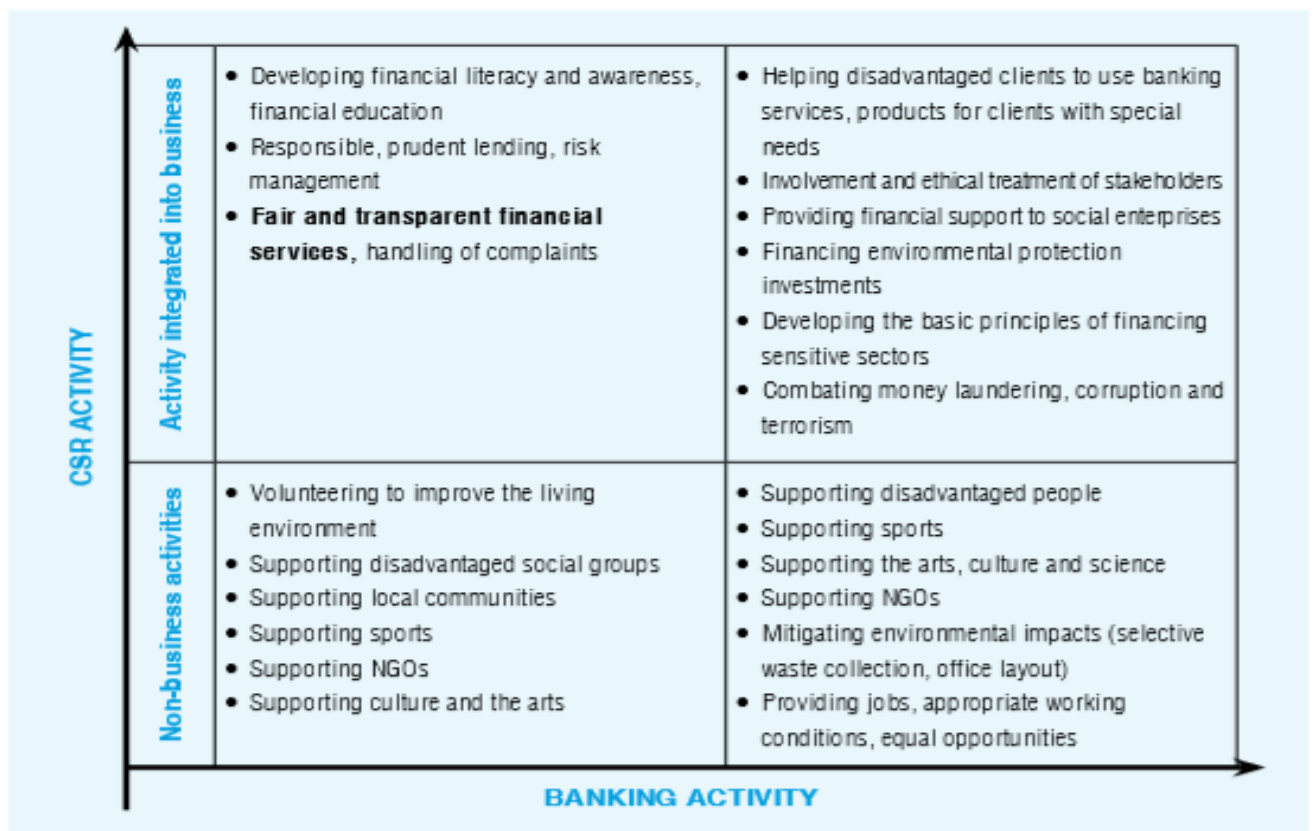 CSR ACTIVITY
Activity integrated into business
• Developing financial literacy and awareness,
financial education
• Responsible, prudent lending, risk
management
• Fair and transparent financial
services, handling of complaints
• Helping disadvantaged clients to use banking
services, products for clients with special
needs
• Involvement and ethical treatment of stakeholders
• Providing financial support to social enterprises
• Financing environmental protection
investments
• Developing the basic principles of financing
sensitive sectors
• Combating money laundering, corruption and
terrorism
Non-business activities
• Volunteering to improve the living
environment
• Supporting disadvantaged social groups
• Supporting local communities
• Supporting sports
• Supporting NGOs
• Supporting culture and the arts
• Supporting disadvantaged people
• Supporting sports
• Supporting the arts, culture and science
• Supporting NGOs
• Mitigating environmental impacts (selective
waste collection, office layout)
• Providing jobs, appropriate working
conditions, equal opportunities
BANKING ACTIVITY